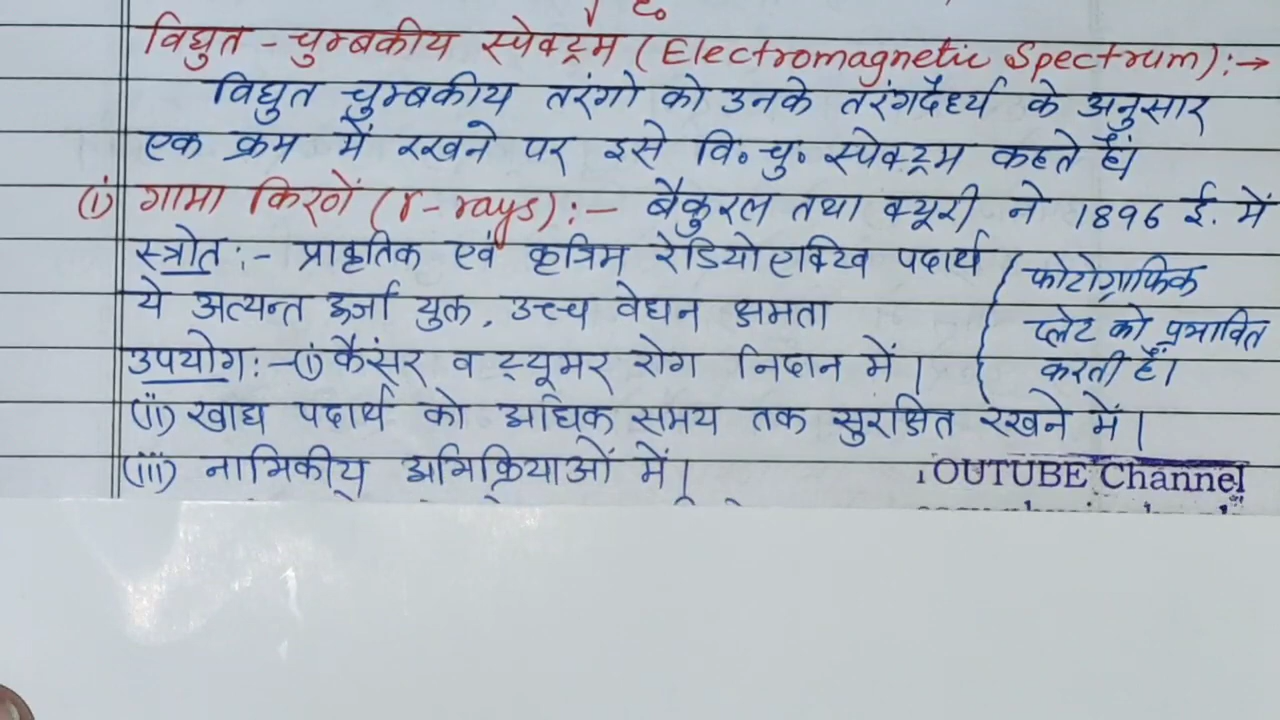 विद्युत - चुम्बकीय स्पेक्ट्रम (Electromagnetic Spectrum):→
विद्युत चुम्बकीय तरंगो को उनके तरंगदैर्ध्य के अनुसार
एक क्रम में रखने पर इसे वि॰ चु॰ स्पेक्ट्रम कहते हैं।
(i) गामा किरणें (γ-rays):- बैकुरल तथा क्यूरी ने 1896 ई. में
स्त्रोत:- प्राकृतिक एवं कृत्रिम रेडियोएक्टिव पदार्थ
ये अत्यन्त ऊर्जा युक्त, उच्च वेधन क्षमता
फोटोग्राफिक
प्लेट को प्रभावित
करती हैं।
उपयोग:-(i) कैंसर व ट्यूमर रोग निदान में।
(ii) खाद्य पदार्थ को अधिक समय तक सुरक्षित रखने में।
(iii) नाभिकीय अभिक्रियाओं में।
OUTUBE Channel